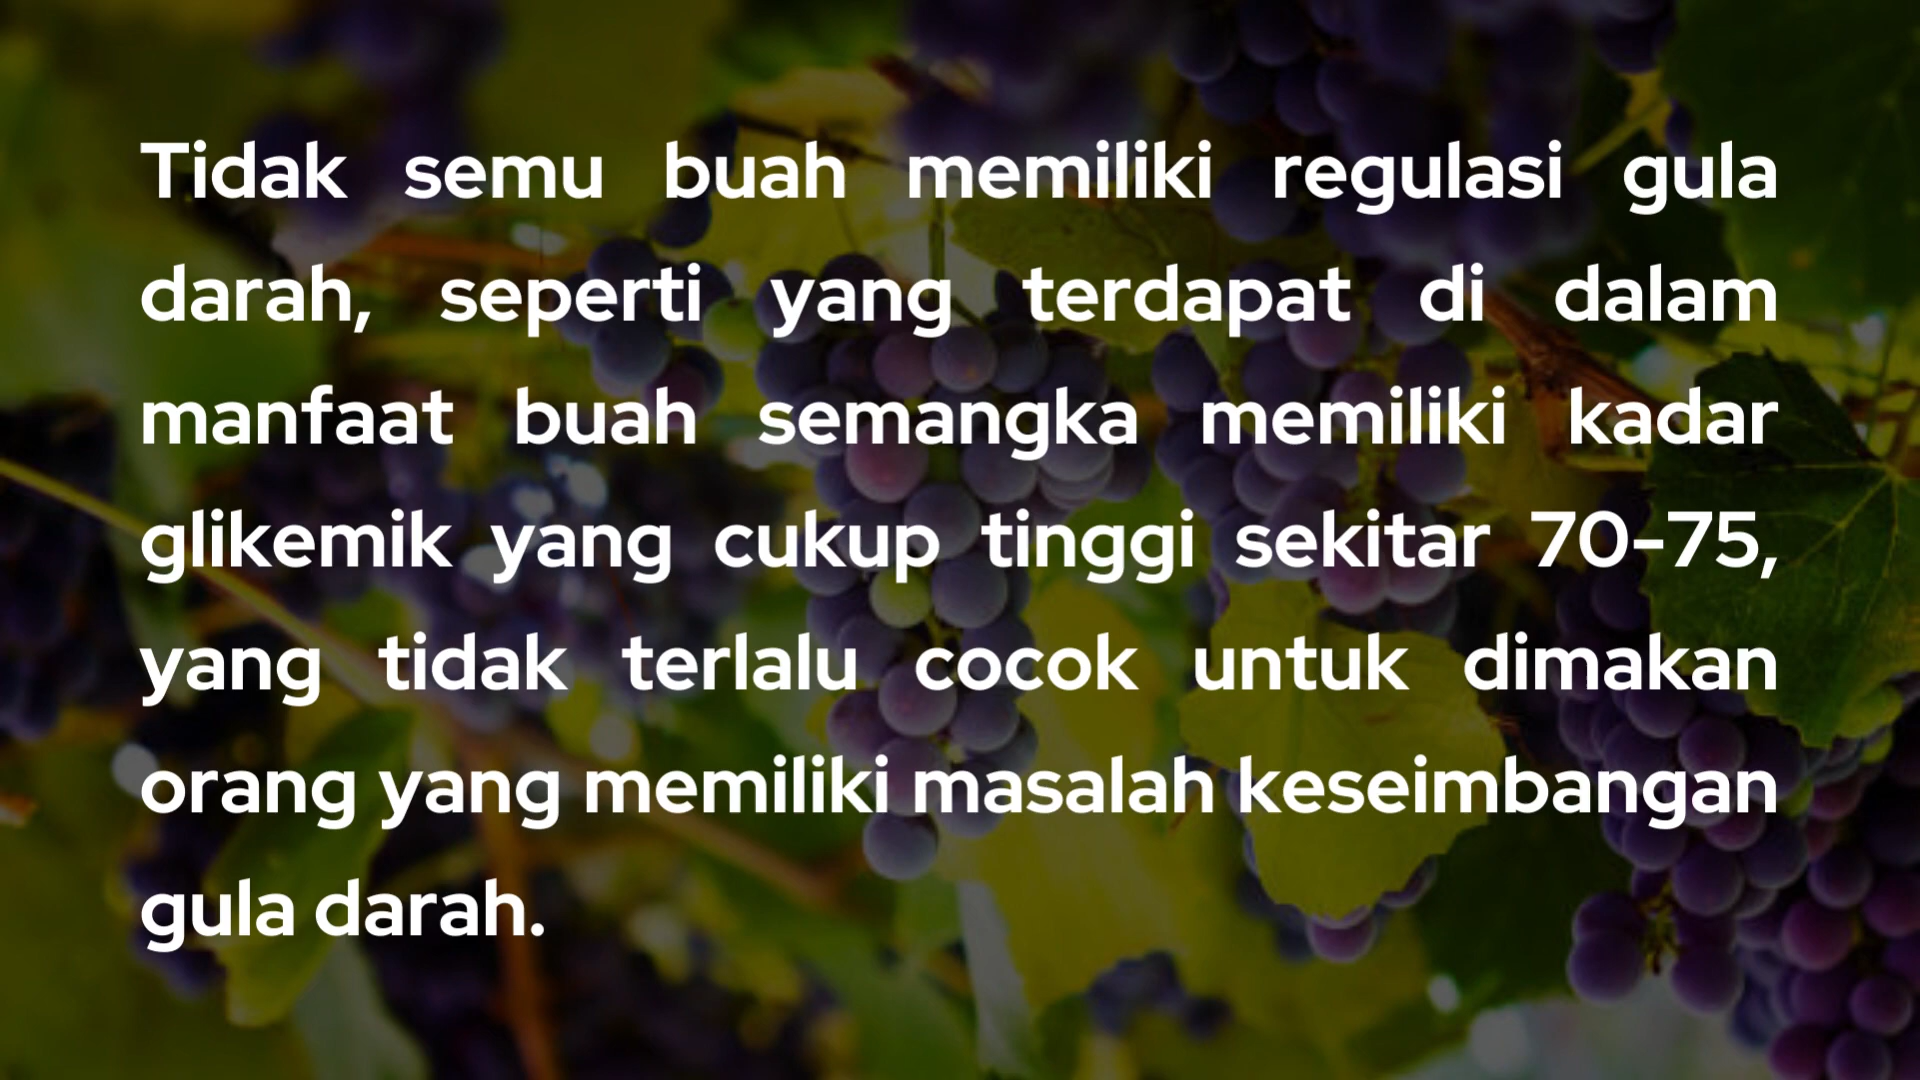 Tidak semu buah memiliki regulasi gula
darah, seperti yang terdapat di dalam
manfaat buah semangka memiliki kadar
glikemik yang cukup tinggi sekitar 70-75,
yang tidak terlalu cocok untuk dimakan
orang yang memiliki masalah keseimbangan
gula darah.